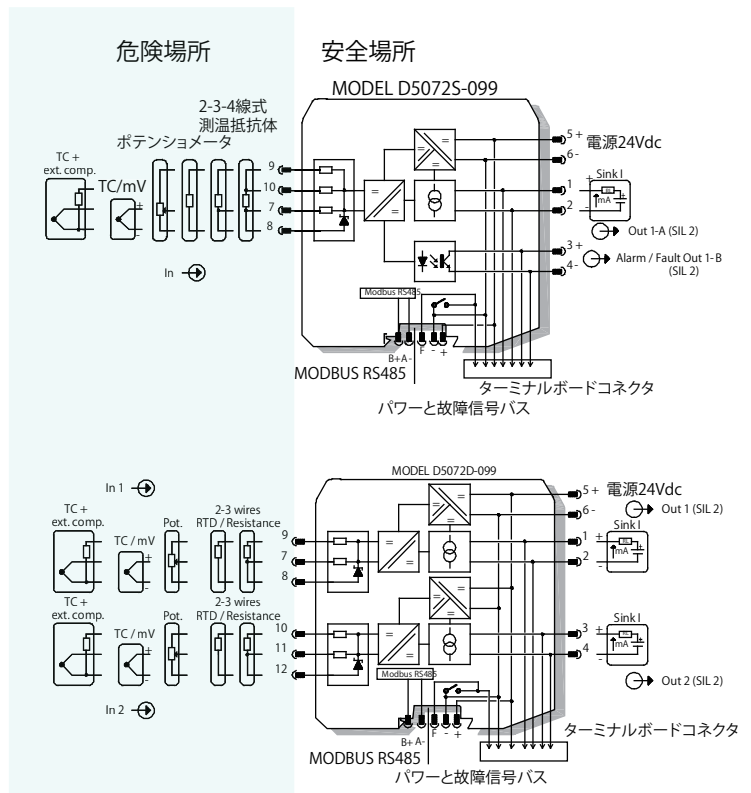 危険場所
安全場所
MODEL D5072S-099
2-3-4線式
測温抵抗体
ポテンショメータ
TC +
ext. comp.
TC/mV
+
-
9
10
7
8
In
5 +
6 -
電源24Vdc
1
2
+
-
Sink I
RL
mA
Out 1-A (SIL 2)
3 +
4 -
Alarm / Fault Out 1- B
(SIL 2)
Modbus RS485
B+ A-
F
-
+
MODBUS RS485
ターミナルボードコネクタ
パワーと故障信号バス
MODEL D5072D-099
In 1
TC +
ext. comp.
TC / mV
+
-
Pot.
2-3 wires
RTD / Resistance
9
7
8
5 +
6 -
電源24Vdc
Out 1 (SIL 2)
1
2
+
-
Sink I
RL
mA
TC +
ext. comp.
TC / mV
+
-
Pot.
2-3 wires
RTD / Resistance
10
11
12
3
4
+
-
Sink I
RL
mA
Out 2 (SIL 2)
In 2
Modbus RS485
B+ A-
F
-
+
MODBUS RS485
ターミナルボードコネクタ
パワーと故障信号バス